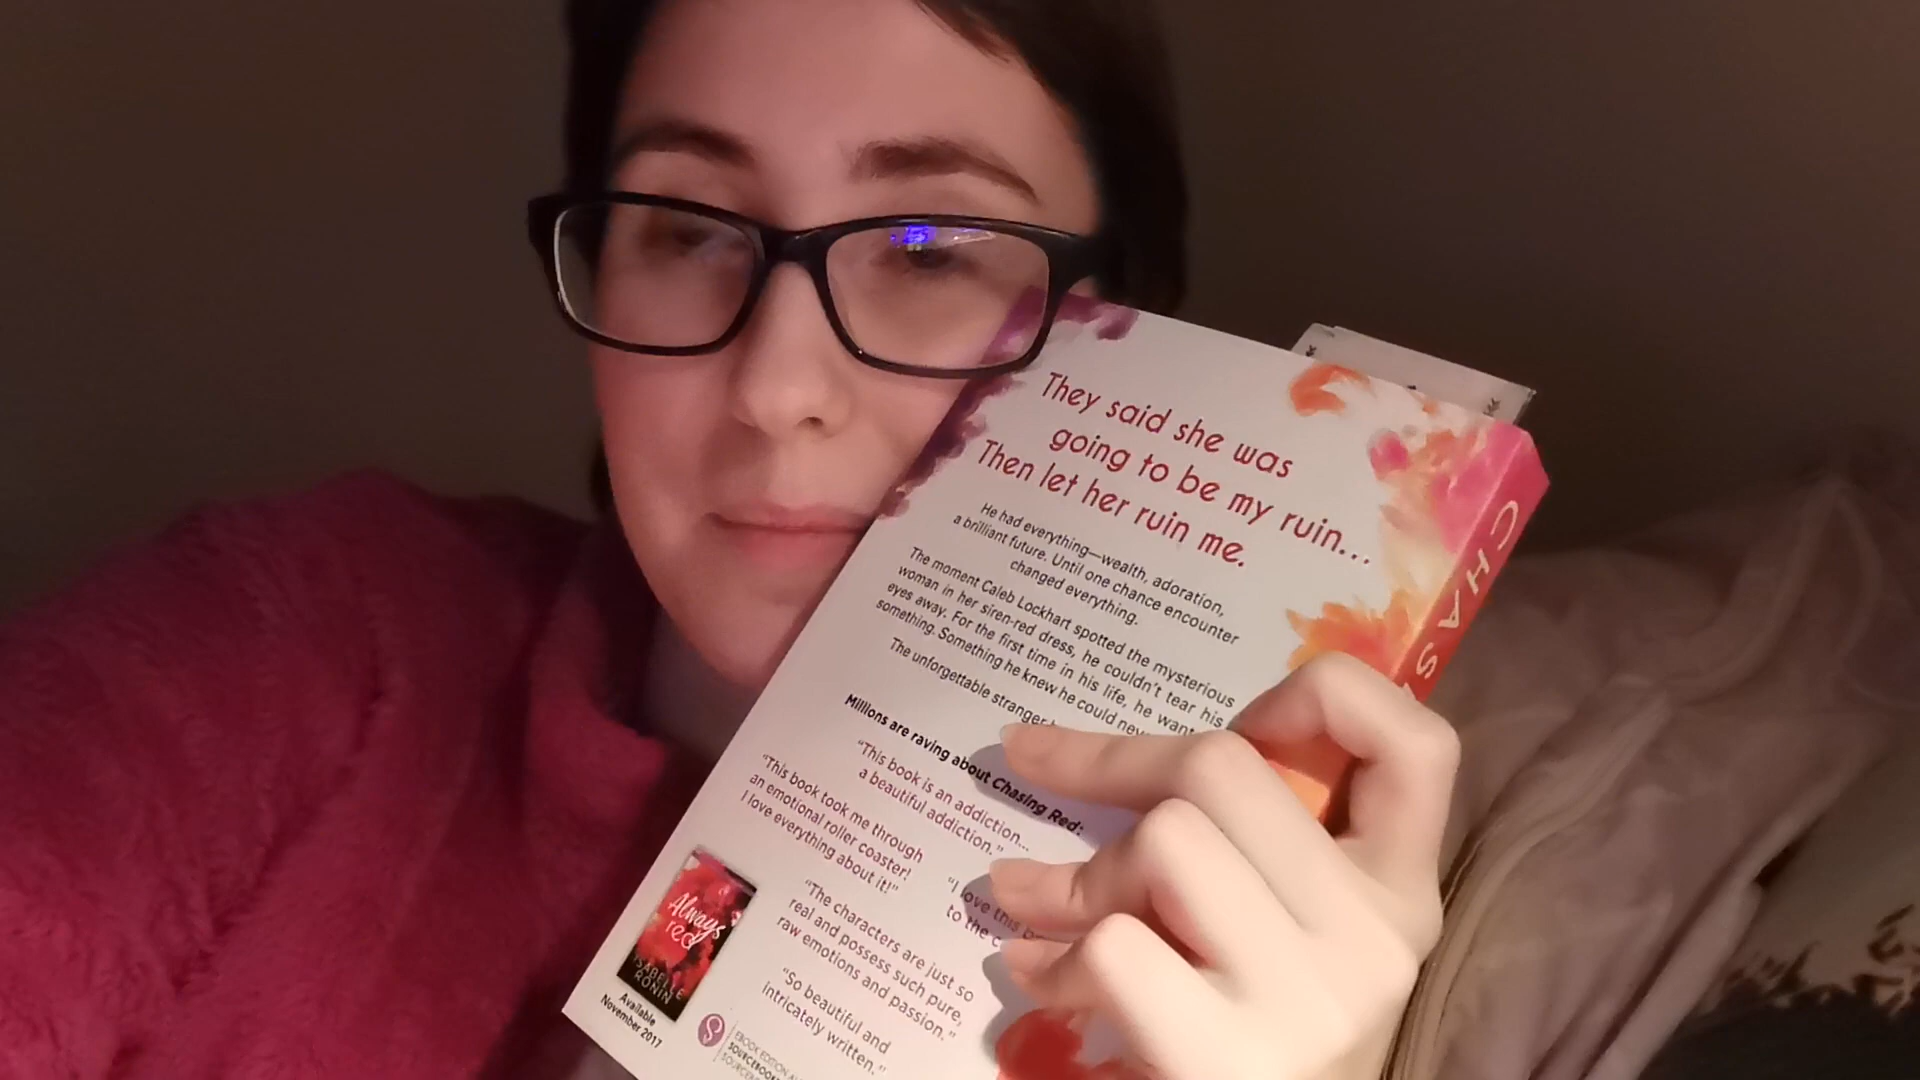 They said she was
going to be my ruin...
Then let her ruin me.
He had everything—wealth, adoration,
a brilliant future. Until one chance encounter
changed everything.
The moment Caleb Lockhart spotted the mysterious
woman in her siren-red dress, he couldn't tear his
eyes away. For the first time in his life, he want
something. Something he knew he could nev
The unforgettable stranger
Millions are raving about Chasing Red:
"This book is an addiction...
a beautiful addiction."
"This book took me through
an emotional roller coaster!
I love everything about it!"
"I love this b
to the c
"The characters are just so
real and possess such pure,
raw emotions and passion."
"So beautiful and
intricately written."
Always
red
ISABELLE
RONIN
Available
November 2017
EBOOK EDITION A
SOURCEBOOK
CHAS